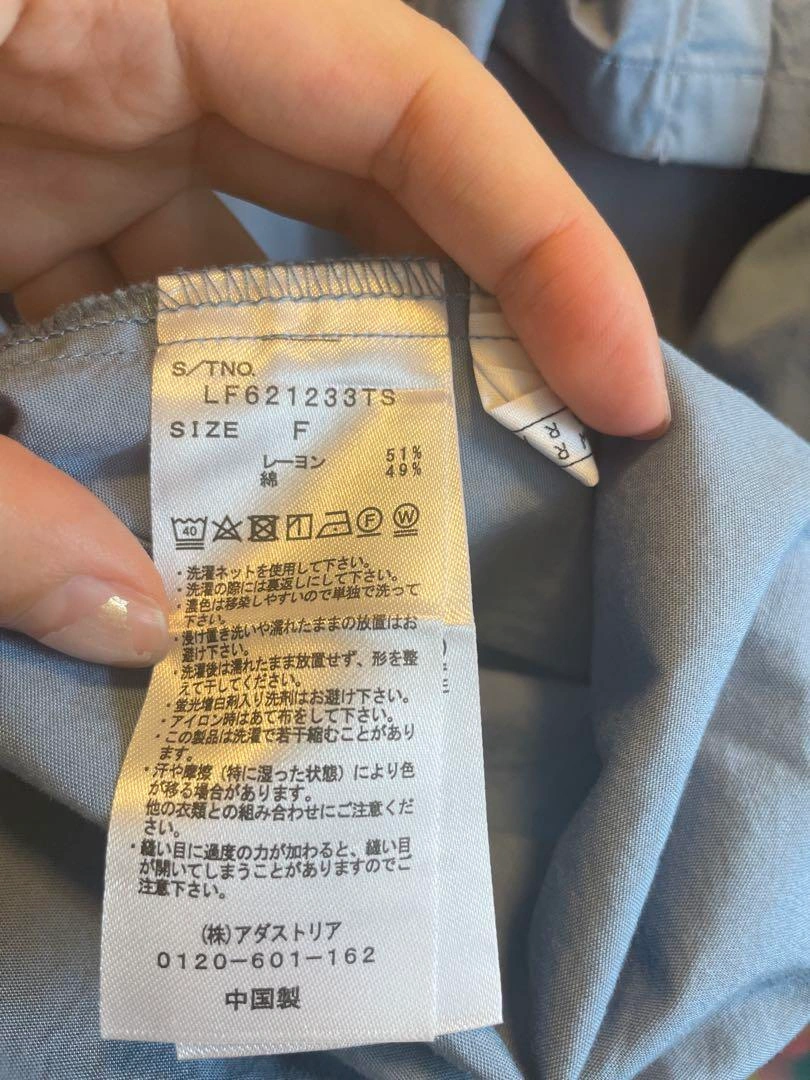 S/TNO.
LF621233TS
SIZE F
レーヨン 51%
綿 49%
40 F W
・洗濯ネットを使用して下さい。
・洗濯の際には裏返しにして下さい。
・濃色は移染しやすいので単独で洗って
下さい。
・浸け置き洗いや濡れたままの放置はお
避け下さい。
・洗濯後は濡れたまま放置せず、形を整
えて干してください。
・蛍光増白剤入り洗剤はお避け下さい。
・アイロン時はあて布をして下さい。
・この製品は洗濯で若干縮むことがあり
ます。
・汗や摩擦（特に湿った状態）により色
が移る場合があります。
他の衣類との組み合わせにご注意くだ
さい。
・縫い目に過度の力が加わると、縫い目
が開いてしまうことがありますのでご
注意下さい。
(株)アダストリア
0120-601-162
中国製